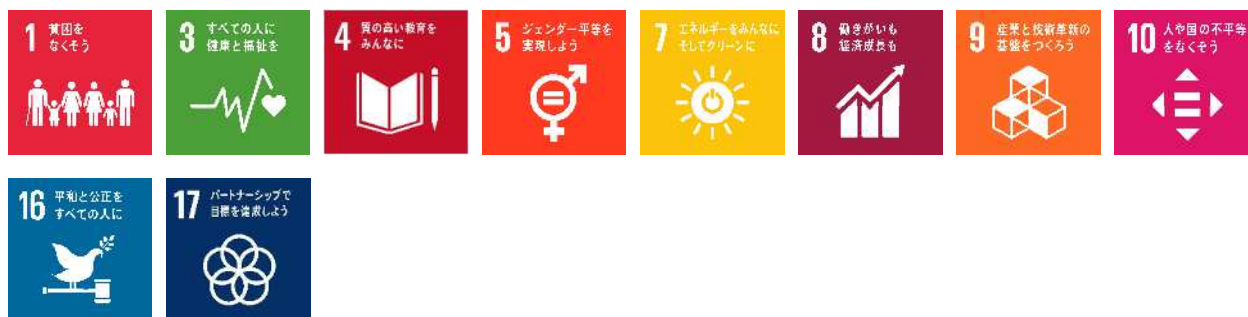 1 貧困を
なくそう
3 すべての人に
健康と福祉を
4 質の高い教育を
みんなに
5 ジェンダー平等を
実現しよう
7 エネルギーをみんなに
そしてクリーンに
8 働きがいも
経済成長も
9 産業と技術革新の
基盤をつくろう
10 人や国の不平等
をなくそう
16 平和と公正を
すべての人に
17 パートナーシップで
目標を達成しよう